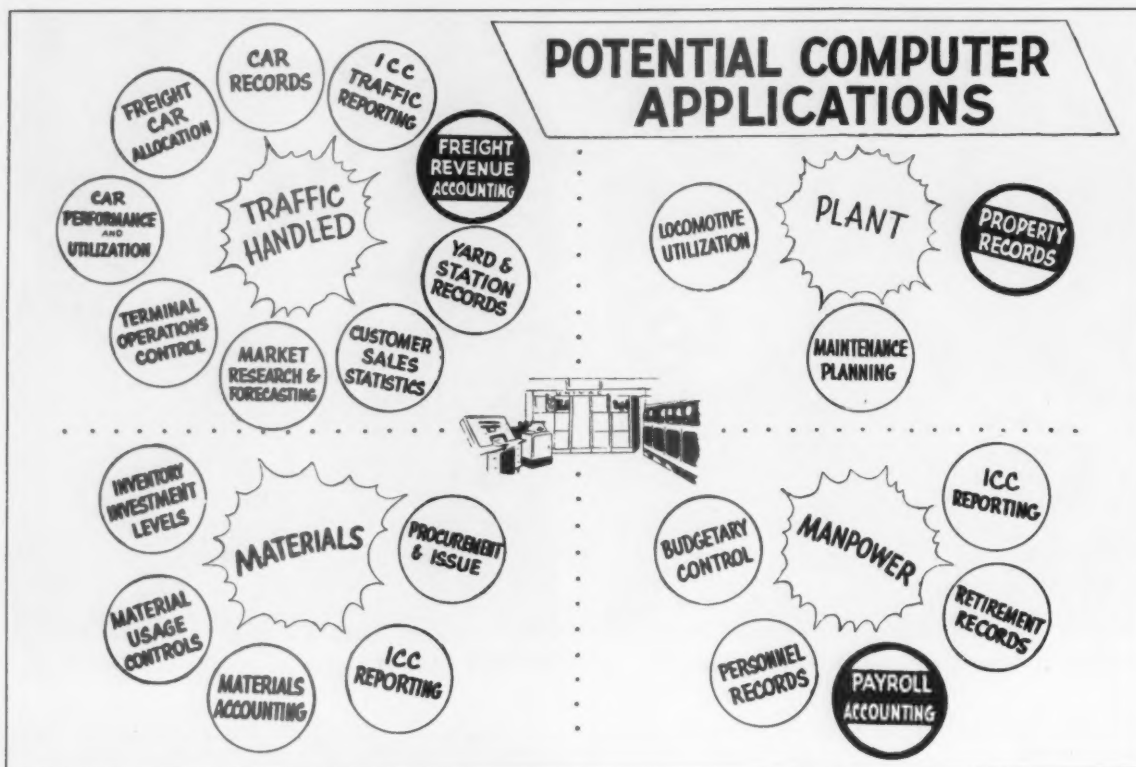 POTENTIAL COMPUTER
APPLICATIONS
CAR
RECORDS
ICC
TRAFFIC
REPORTING
FREIGHT
CAR
ALLOCATION
FREIGHT
REVENUE
ACCOUNTING
CAR
PERFORMANCE
AND
UTILIZATION
TRAFFIC
HANDLED
YARD &
STATION
RECORDS
TERMINAL
OPERATIONS
CONTROL
MARKET
RESEARCH &
FORECASTING
CUSTOMER
SALES
STATISTICS
PLANT
LOCOMOTIVE
UTILIZATION
PROPERTY
RECORDS
MAINTENANCE
PLANNING
INVENTORY
INVESTMENT
LEVELS
MATERIALS
PROCUREMENT
& ISSUE
MATERIAL
USAGE
CONTROLS
MATERIALS
ACCOUNTING
ICC
REPORTING
MANPOWER
ICC
REPORTING
BUDGETARY
CONTROL
RETIREMENT
RECORDS
PERSONNEL
RECORDS
PAYROLL
ACCOUNTING